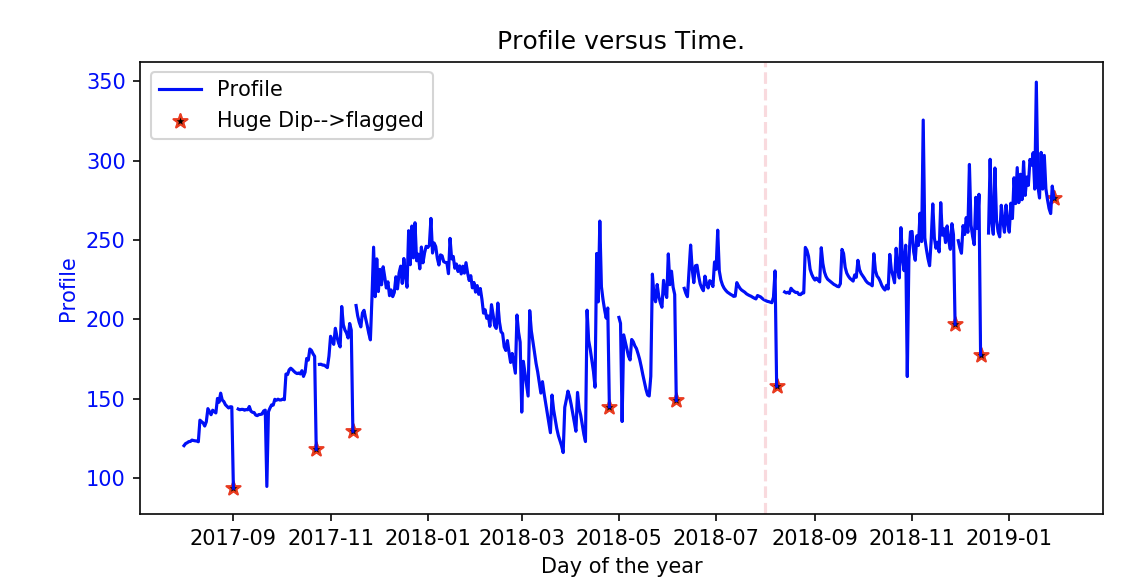 Profile versus Time.
Profile
Huge Dip-->flagged
350
300
250
200
150
100
Profile
2017-09 2017-11 2018-01 2018-03 2018-05 2018-07 2018-09 2018-11 2019-01
Day of the year